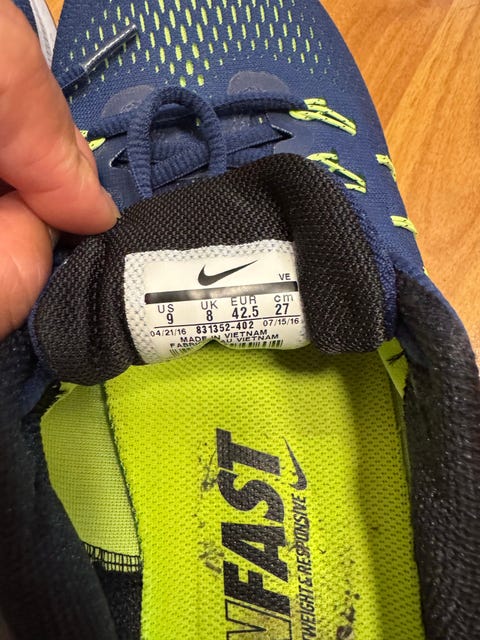 VE
US UK EUR cm
9 8 42.5 27
04/21/16 831352-402 07/15/16
MADE IN VIETNAM
VIETNAM
FAST
& RESPONSIVE